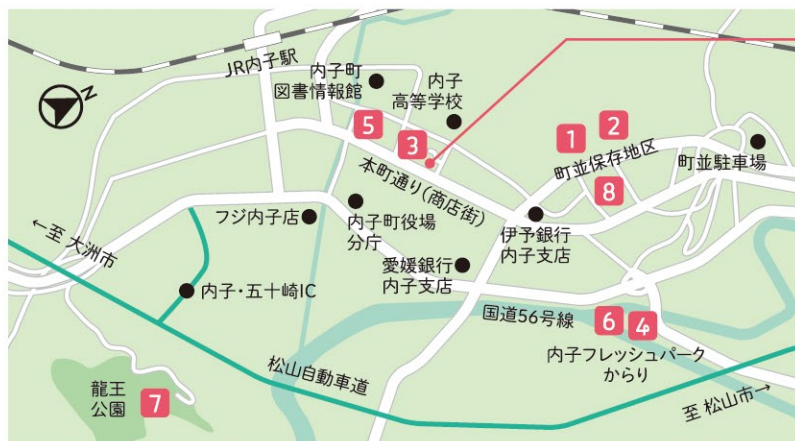 N
JR内子駅
内子町
図書情報館
内子
高等学校
5
3
1
2
町並保存地区
8
町並駐車場
本町通り(商店街)
フジ内子店
内子町役場
分庁
伊予銀行
内子支店
愛媛銀行
内子支店
←至 大洲市
内子・五十崎IC
国道56号線
6
4
内子フレッシュパーク
からり
松山自動車道
龍王
公園
7
至 松山市→